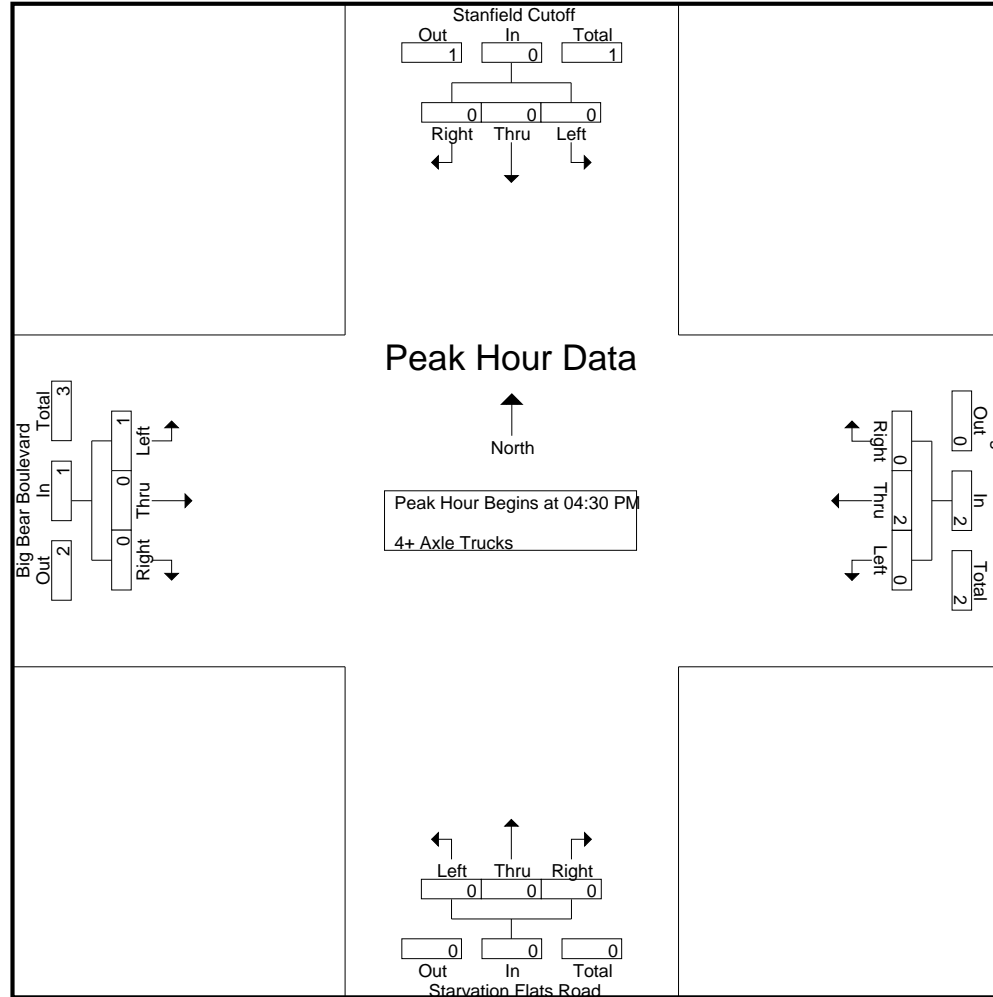 Stanfield Cutoff
Out In Total
1 0 1
0 0 0
Right Thru Left
Peak Hour Data
North
Peak Hour Begins at 04:30 PM
4+ Axle Trucks
Big Bear Boulevard
Out In Total
2 1 3
1 0 0
Left Thru Right
Right Thru Left
0 2 0
Out In Total
0 2 2
Left Thru Right
0 0 0
0 0 0
Out In Total
Starvation Flats Road